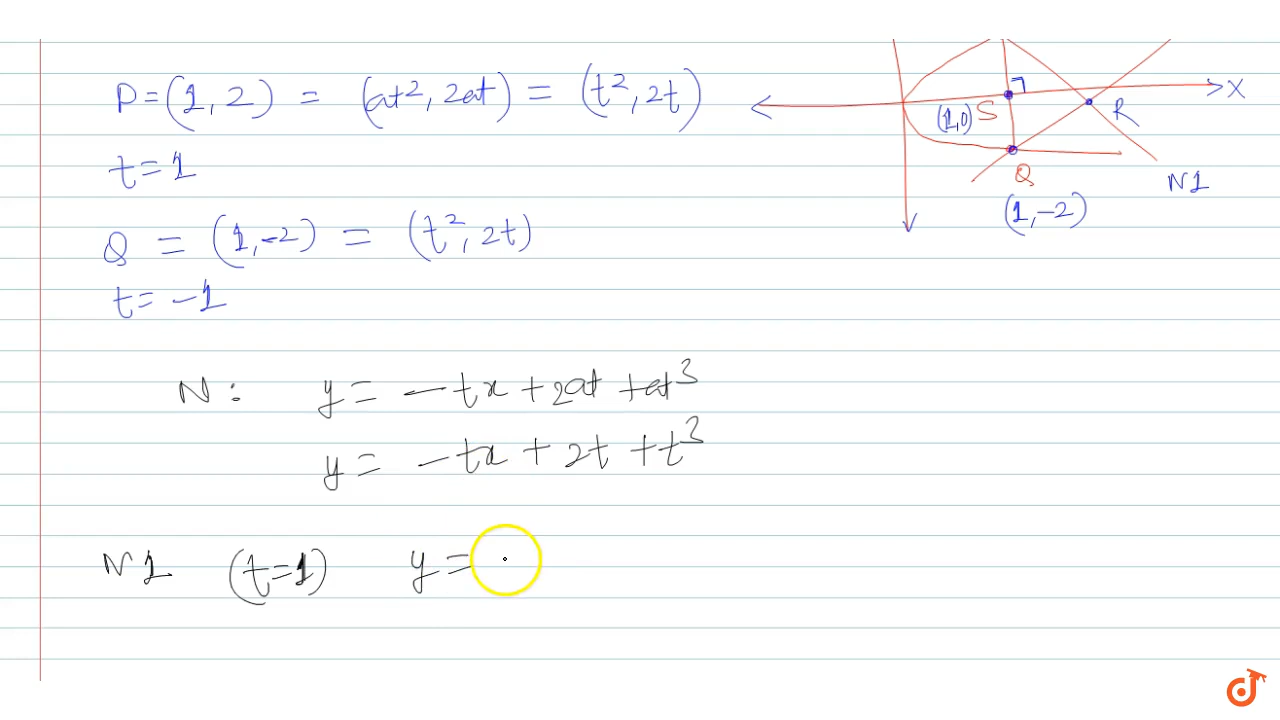 P = (1, 2) = (at², 2at) = (t², 2t)
t = 1
Q = (1, -2) = (t², 2t)
t = -1
X
(1,0) S
R
Q
N1
(1, -2)
N : y = -tx + 2at + at³
y = -tx + 2t + t³
N1 (t=1) y =